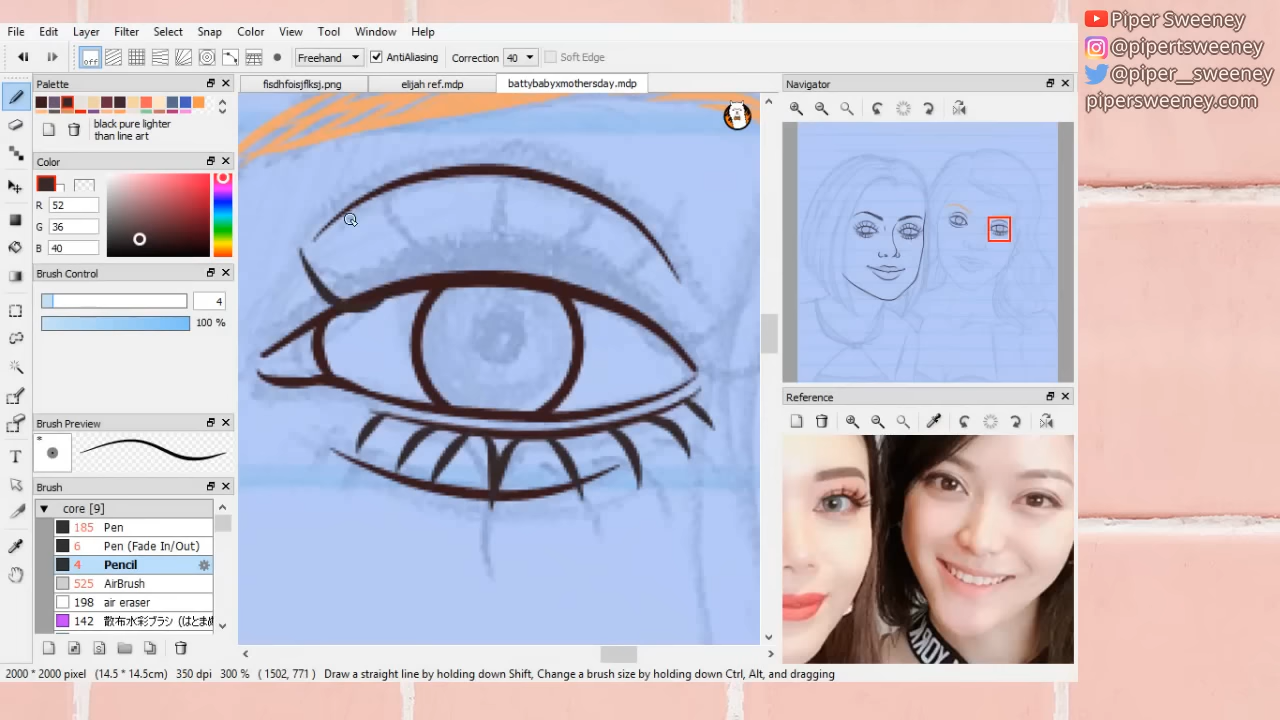 Piper Sweeney
@pipertsweeney
@piper__sweeney
pipersweeney.com
File Edit Layer Filter Select Snap Color View Tool Window Help
off Freehand AntiAliasing Correction 40 Soft Edge
Palette
black pure lighter
than line art
Color
R 52
G 36
B 40
Brush Control
4
100 %
Brush Preview
*
Brush
core [9]
185 Pen
6 Pen (Fade In/Out)
4 Pencil
525 AirBrush
198 air eraser
142 散布水彩ブラシ (はとまめ
fisdhfoisjflksj.png elijah ref.mdp battybabyxmothersday.mdp
Navigator
Reference
2000 * 2000 pixel (14.5 * 14.5cm) 350 dpi 300 % ( 1502, 771 ) Draw a straight line by holding down Shift, Change a brush size by holding down Ctrl, Alt, and dragging